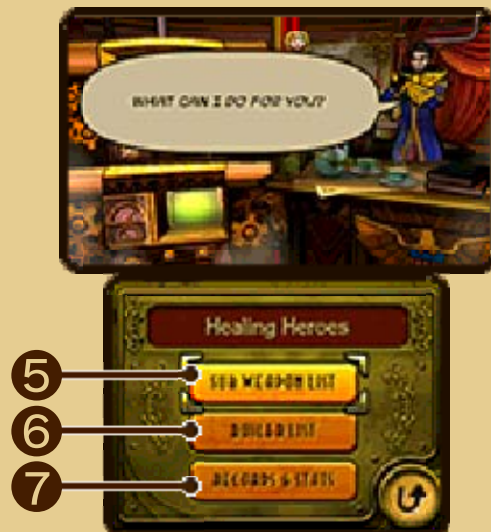 WHAT CAN I DO FOR YOU?
Healing Heroes
5
SUB WEAPON LIST
6
7
RECORDS & STATS